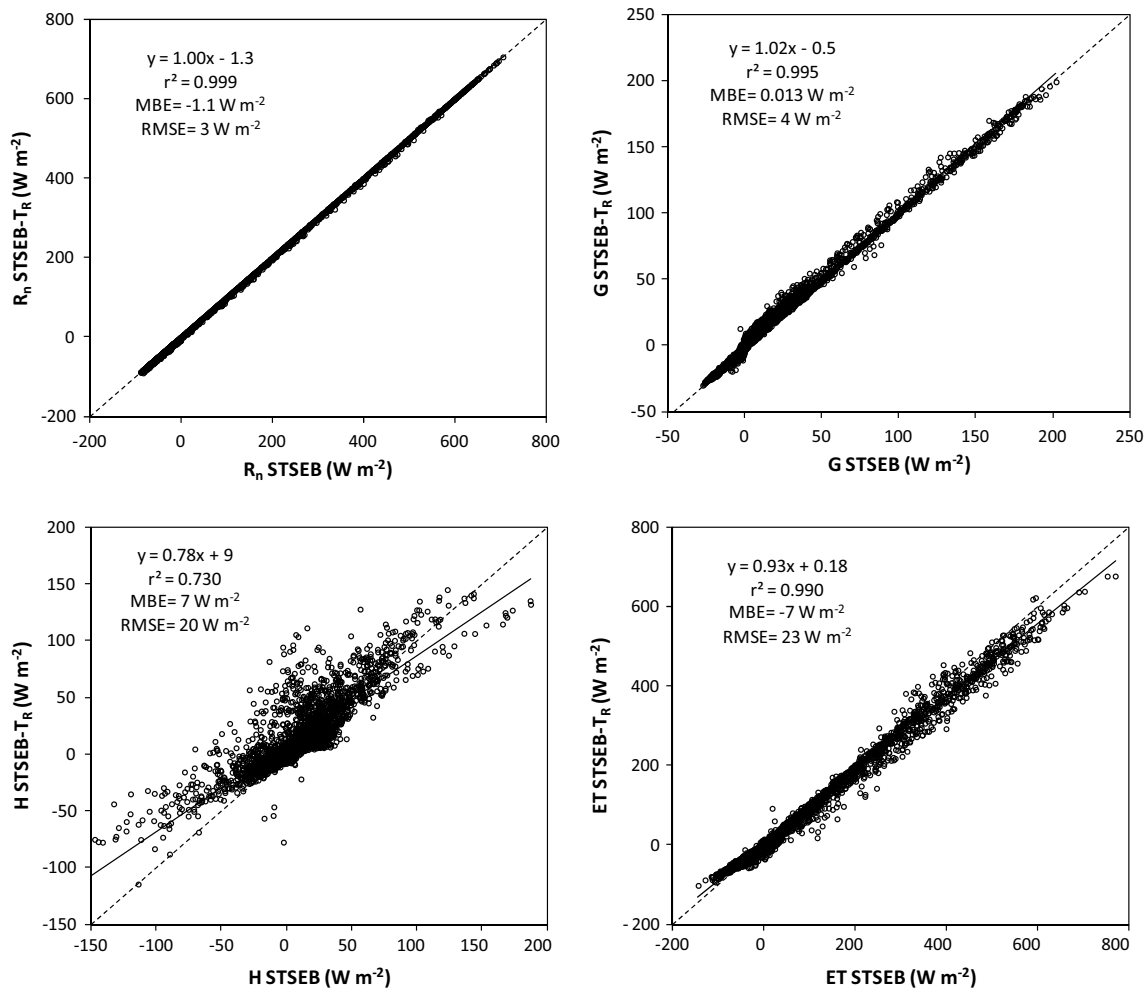 800
600
400
200
0
-200
-200
0
200
400
600
800
y = 1.00x - 1.3
r² = 0.999
MBE= -1.1 W m⁻²
RMSE= 3 W m⁻²
Rₙ STSEB-T_R (W m⁻²)
Rₙ STSEB (W m⁻²)
250
200
150
100
50
0
-50
-50
0
50
100
150
200
250
y = 1.02x - 0.5
r² = 0.995
MBE= 0.013 W m⁻²
RMSE= 4 W m⁻²
G STSEB-T_R (W m⁻²)
G STSEB (W m⁻²)
200
150
100
50
0
-50
-100
-150
-150
-100
-50
0
50
100
150
200
y = 0.78x + 9
r² = 0.730
MBE= 7 W m⁻²
RMSE= 20 W m⁻²
H STSEB-T_R (W m⁻²)
H STSEB (W m⁻²)
800
600
400
200
0
-200
-200
0
200
400
600
800
y = 0.93x + 0.18
r² = 0.990
MBE= -7 W m⁻²
RMSE= 23 W m⁻²
ET STSEB-T_R (W m⁻²)
ET STSEB (W m⁻²)